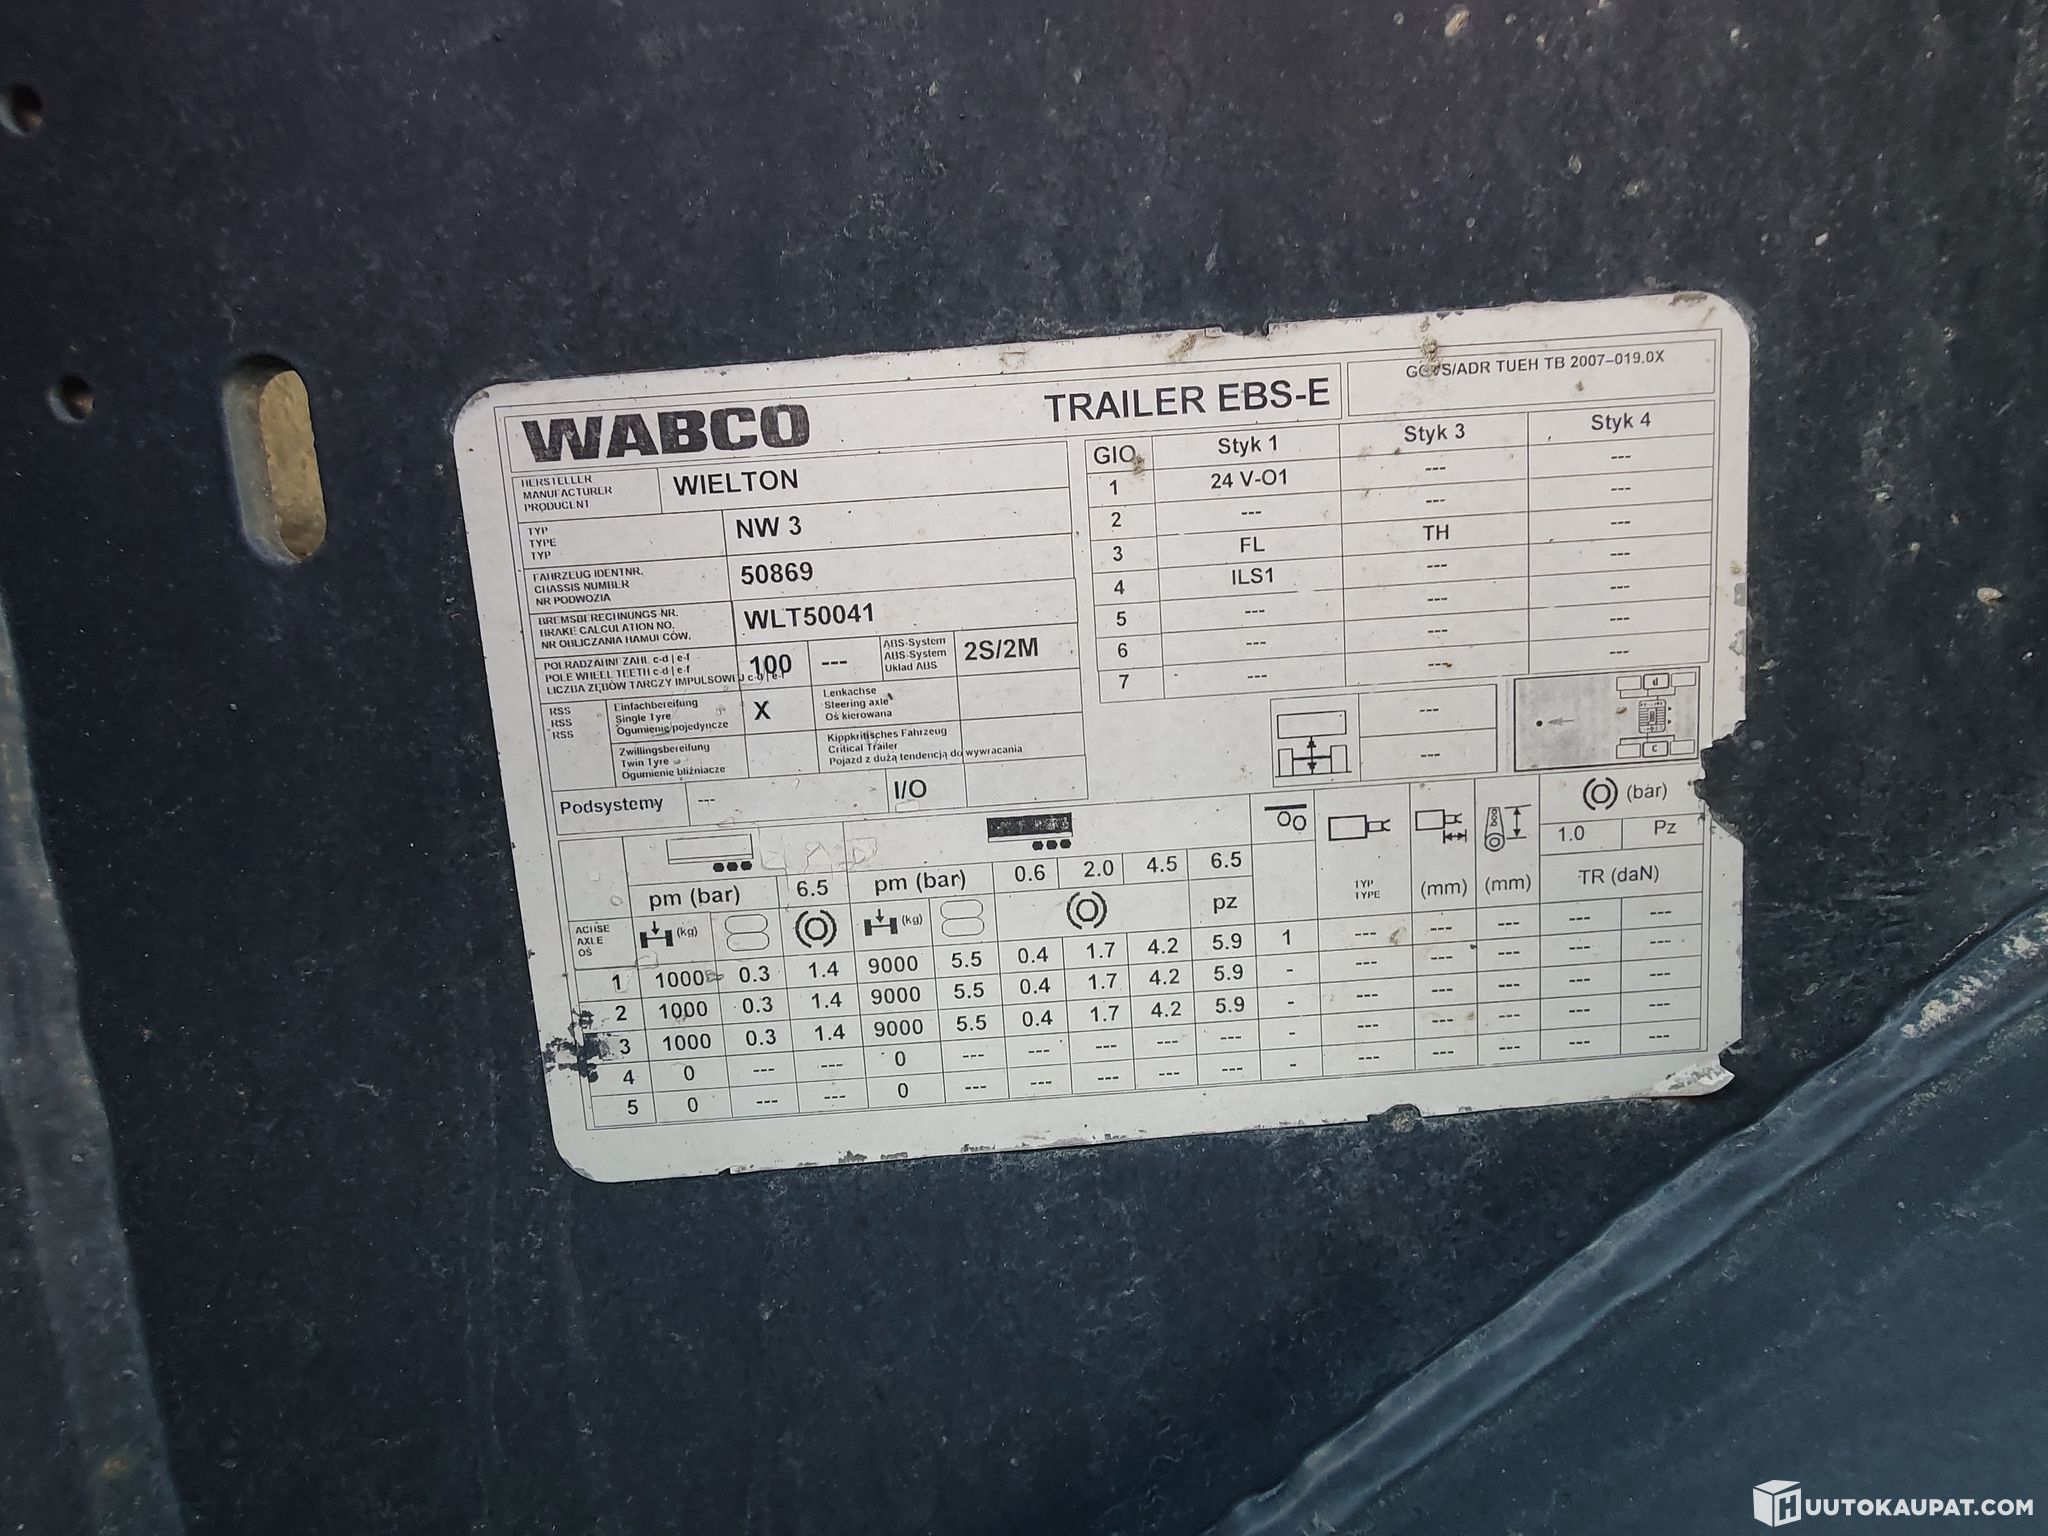 WABCO
TRAILER EBS-E
TUEH TB 2007-019.0X
HERSTELLER
MANUFACTURER
PRODUCENT
WIELTON
TYP
TYPE
TYP
NW 3
FAHRZEUG IDENTNR.
CHASSIS NUMBER
NR PODWOZIA
50869
BREMSBERECHNUNGS NR.
BRAKE CALCULATION NO.
NR OBLICZANIA HAMULCÓW.
WLT50041
POLRADZÄHNEZAHL c-d | e-f
POLE WHEEL TEETH c-d | e-f
LICZBA ZĘBÓW TARCZY IMPULSOWEJ c-d | e-f
100 ---
ABS-System
ABS-System
Układ ABS
2S/2M
RSS
RSS
RSS
Einfachbereifung
Single Tyre
Ogumienie pojedyncze
X
Lenkachse
Steering axle
Oś kierowana
Zwillingsbereifung
Twin Tyre
Ogumienie bliźniacze
Kippkritisches Fahrzeug
Critical Trailer
Pojazd z dużą tendencją do wywracania
Podsystemy --- I/O
GIO Styk 1 Styk 3 Styk 4
1 24 V-O1 --- ---
2 --- --- ---
3 FL TH ---
4 ILS1 --- ---
5 --- --- ---
6 --- --- ---
7 --- --- ---
---
---
d
c
pm (bar) 6.5 pm (bar) 0.6 2.0 4.5 6.5
(bar)
1.0 Pz
TYP
TYPE
(mm) (mm) TR (daN)
ACHSE
AXLE
OŚ
(kg) (kg) pz
1 1000 0.3 1.4 9000 5.5 0.4 1.7 4.2 5.9 1 --- --- --- --- ---
2 1000 0.3 1.4 9000 5.5 0.4 1.7 4.2 5.9 - --- --- --- --- ---
3 1000 0.3 1.4 9000 5.5 0.4 1.7 4.2 5.9 - --- --- --- --- ---
4 0 --- --- 0 --- --- --- --- --- - --- --- --- --- ---
5 0 --- --- 0 --- --- --- --- --- - --- --- --- --- ---
HUUTOKAUPAT.COM